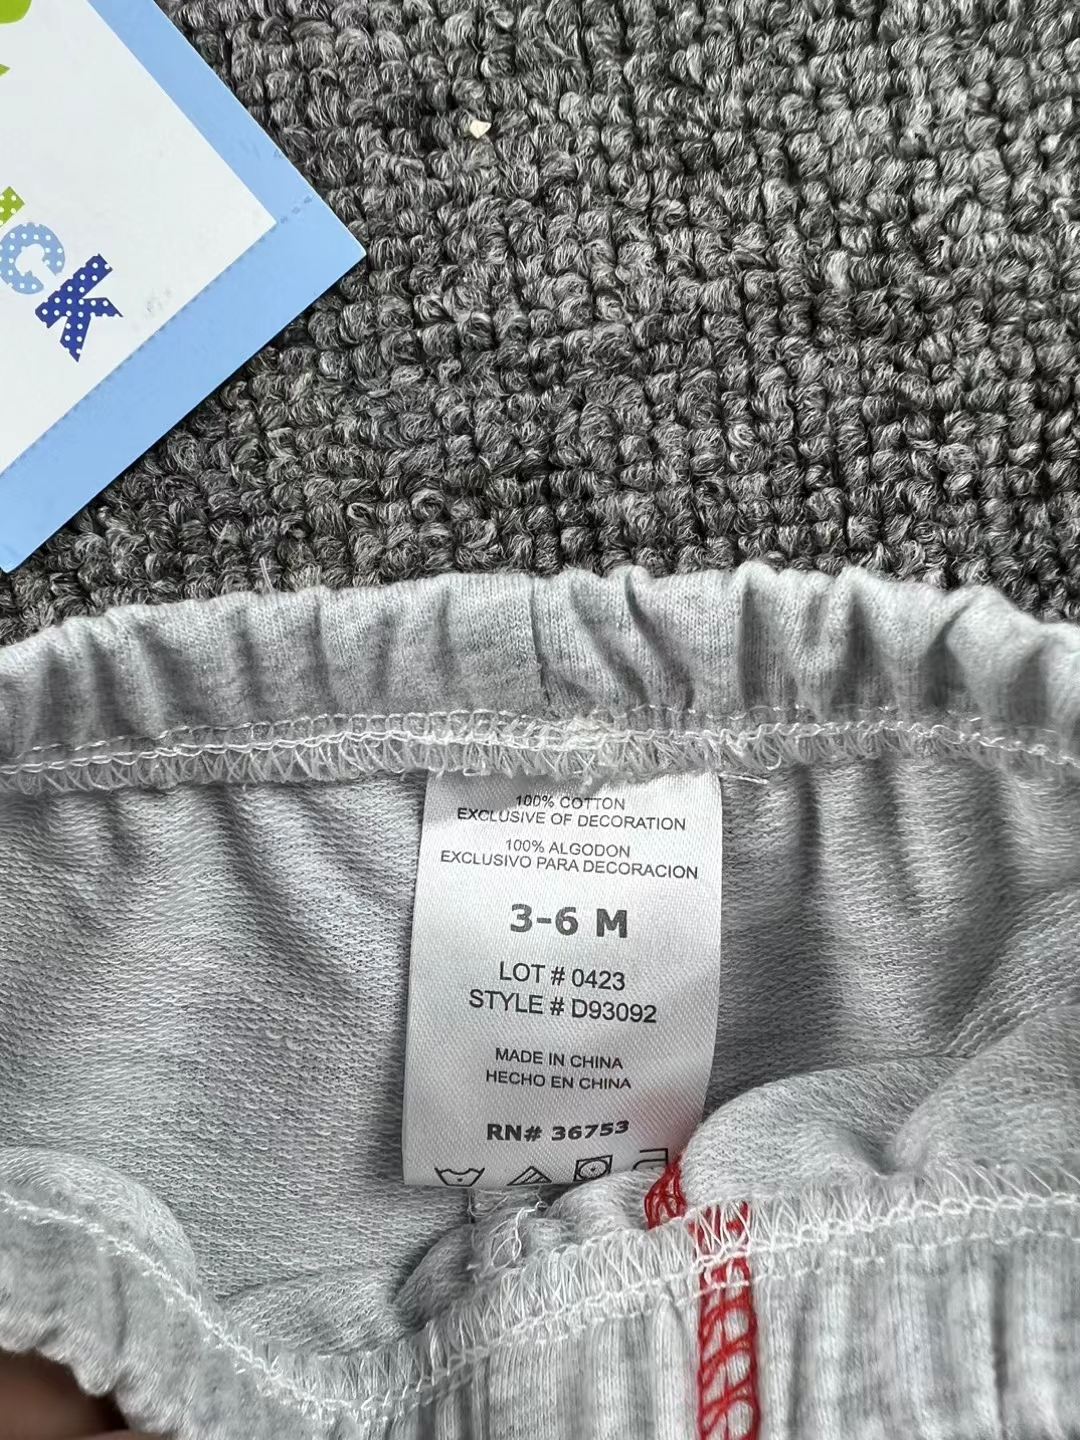 ICK
100% COTTON
EXCLUSIVE OF DECORATION
100% ALGODON
EXCLUSIVO PARA DECORACION
3-6 M
LOT # 0423
STYLE # D93092
MADE IN CHINA
HECHO EN CHINA
RN# 36753